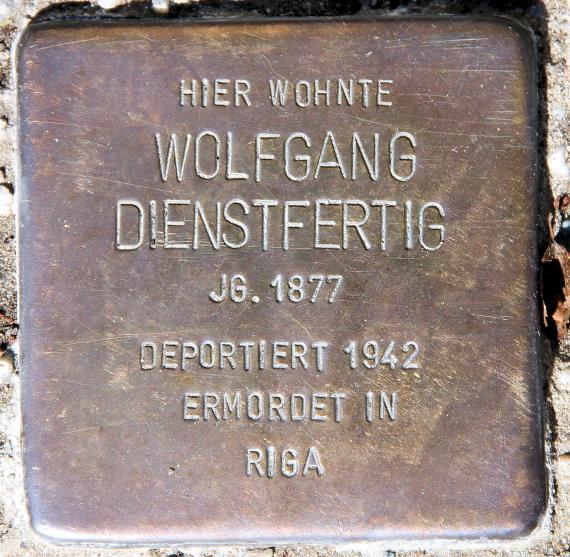 HIER WOHNTE
WOLFGANG
DIENSTFERTIG
JG. 1877
DEPORTIERT 1942
ERMORDET IN
RIGA